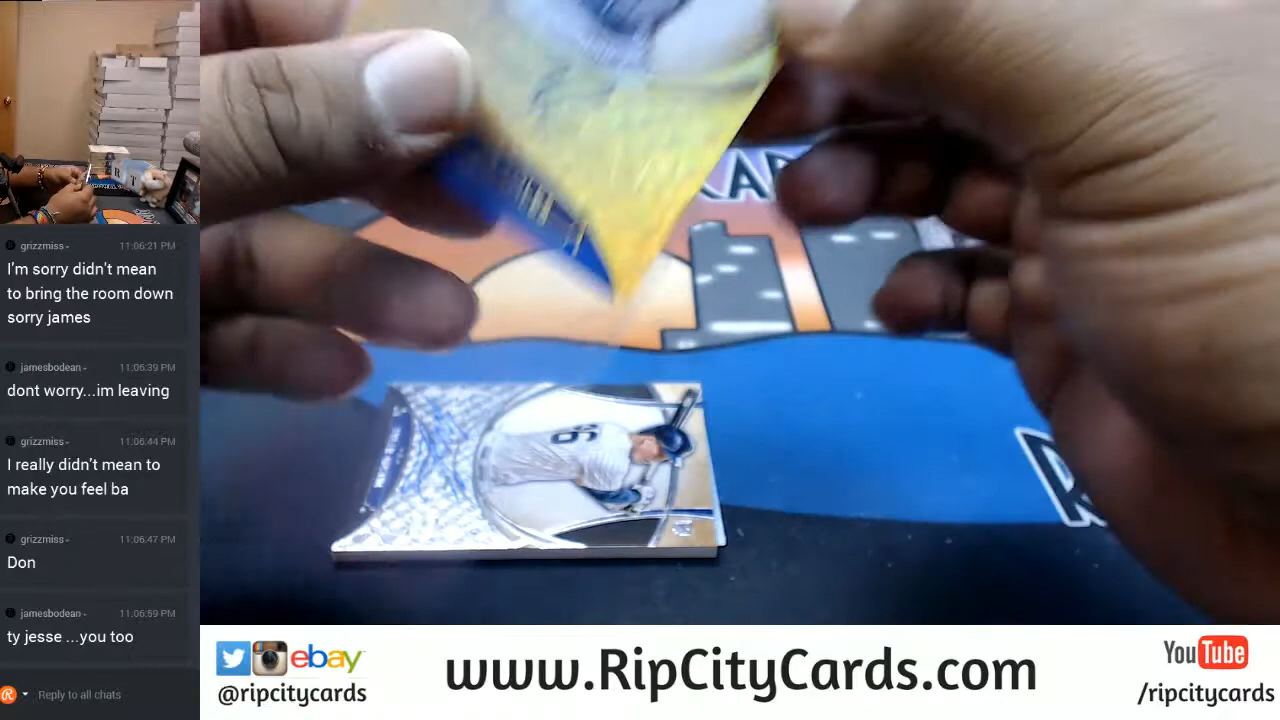 grizzmiss- 11:06:21 PM
I'm sorry didn't mean
to bring the room down
sorry james
jamesbodean- 11:06:39 PM
dont worry...im leaving
grizzmiss- 11:06:44 PM
I really didn't mean to
make you feel ba
grizzmiss- 11:06:47 PM
Don
jamesbodean- 11:06:59 PM
ty jesse ...you too
Reply to all chats
ebay
@ripcitycards
www.RipCityCards.com
YouTube
/ripcitycards